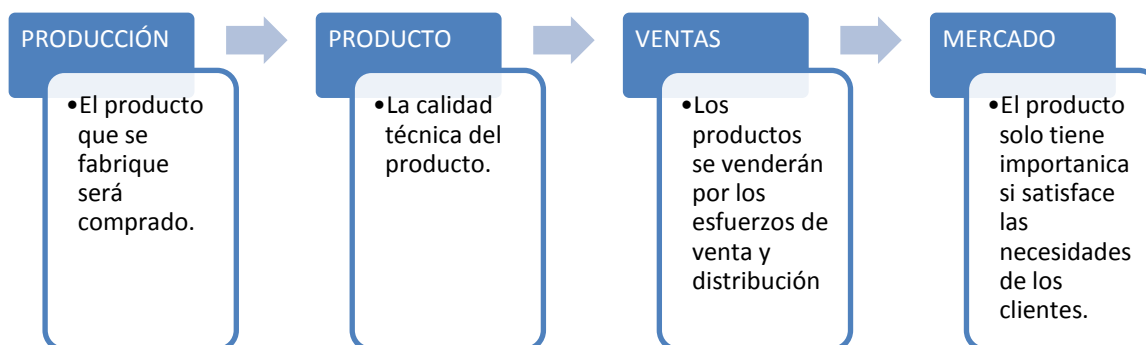 PRODUCCIÓN
•El producto
que se
fabrique
será
comprado.
PRODUCTO
•La calidad
técnica del
producto.
VENTAS
•Los
productos
se venderán
por los
esfuerzos de
venta y
distribución
MERCADO
•El producto
solo tiene
importanica
si satisface
las
necesidades
de los
clientes.